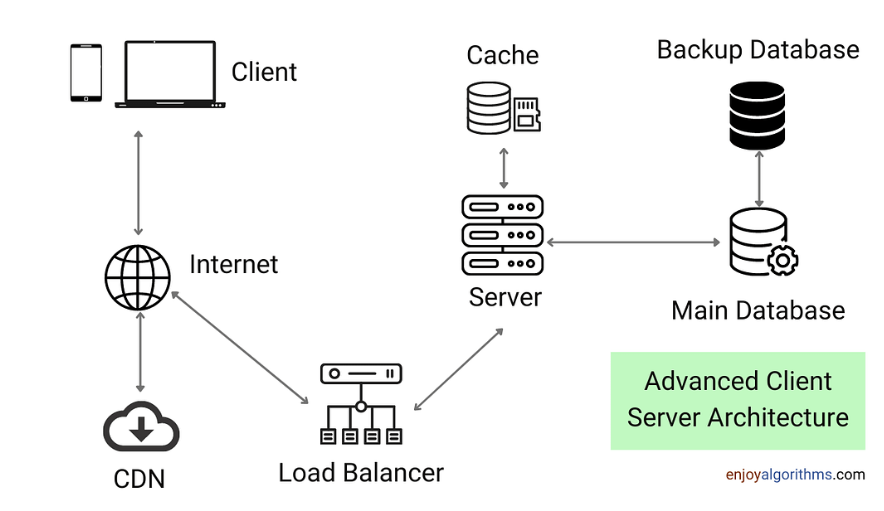 Client
Cache
Backup Database
Internet
Server
Main Database
Load Balancer
CDN
Advanced Client
Server Architecture
enjoyalgorithms.com